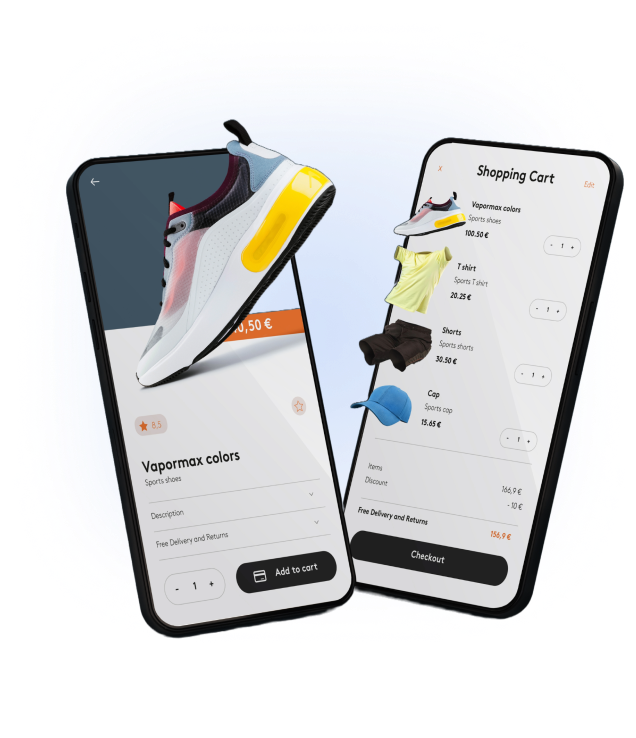 0,50 €
8,5
Vapormax colors
Sports shoes
Description
Free Delivery and Returns
- 1 +
Add to cart
x
Shopping Cart
Edit
Vapormax colors
Sports shoes
100.50 €
- 1 +
T shirt
Sports T shirt
20.25 €
- 1 +
Shorts
Sports shorts
30.50 €
- 1 +
Cap
Sports cap
15.65 €
- 1 +
Items
166,9 €
Discount
- 10 €
Free Delivery and Returns
156,9 €
Checkout